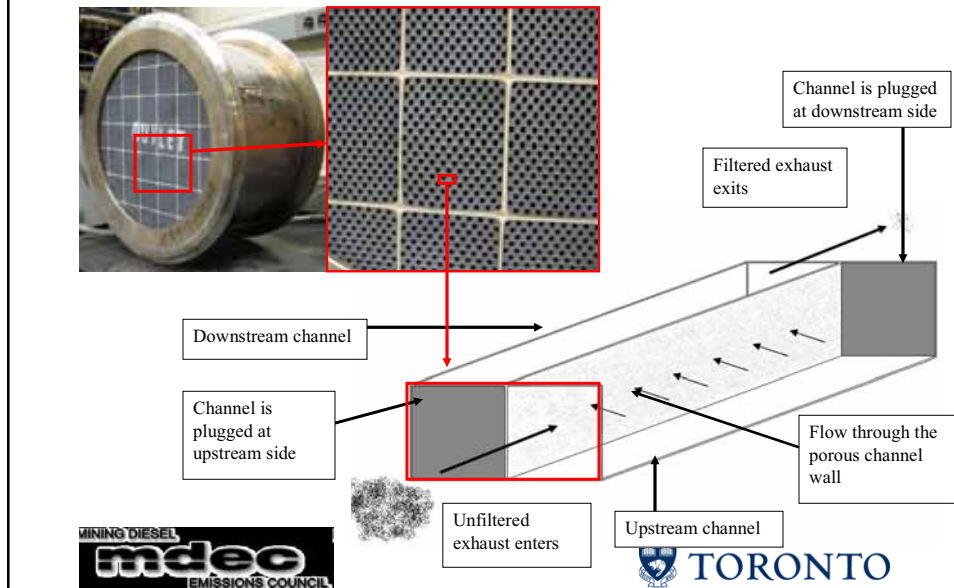 OUTLET
Channel is plugged
at downstream side
Filtered exhaust
exits
Downstream channel
Channel is
plugged at
upstream side
Flow through the
porous channel
wall
Unfiltered
exhaust enters
Upstream channel
MINING DIESEL
mdec
EMISSIONS COUNCIL
TORONTO